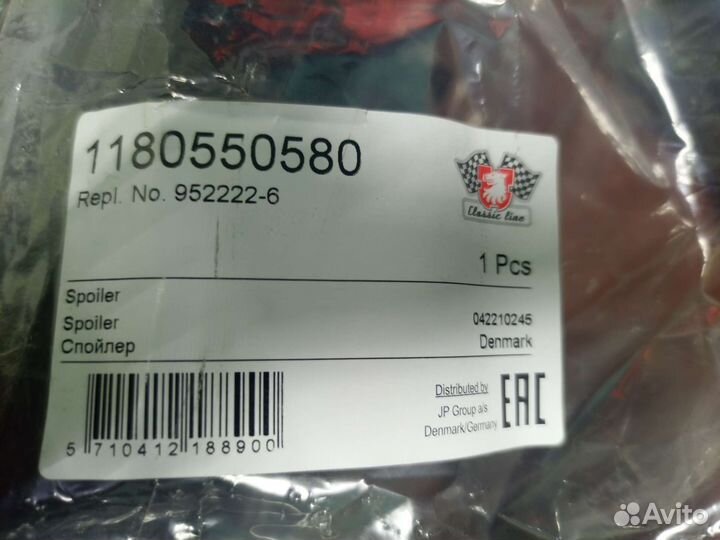 1180550580
Repl. No. 952222-6
Classic line
1 Pcs
Spoiler
Spoiler
042210245
Спойлер
Denmark
Distributed by
JP Group a/s
Denmark/Germany
EAC
5 710412 188900
Avito